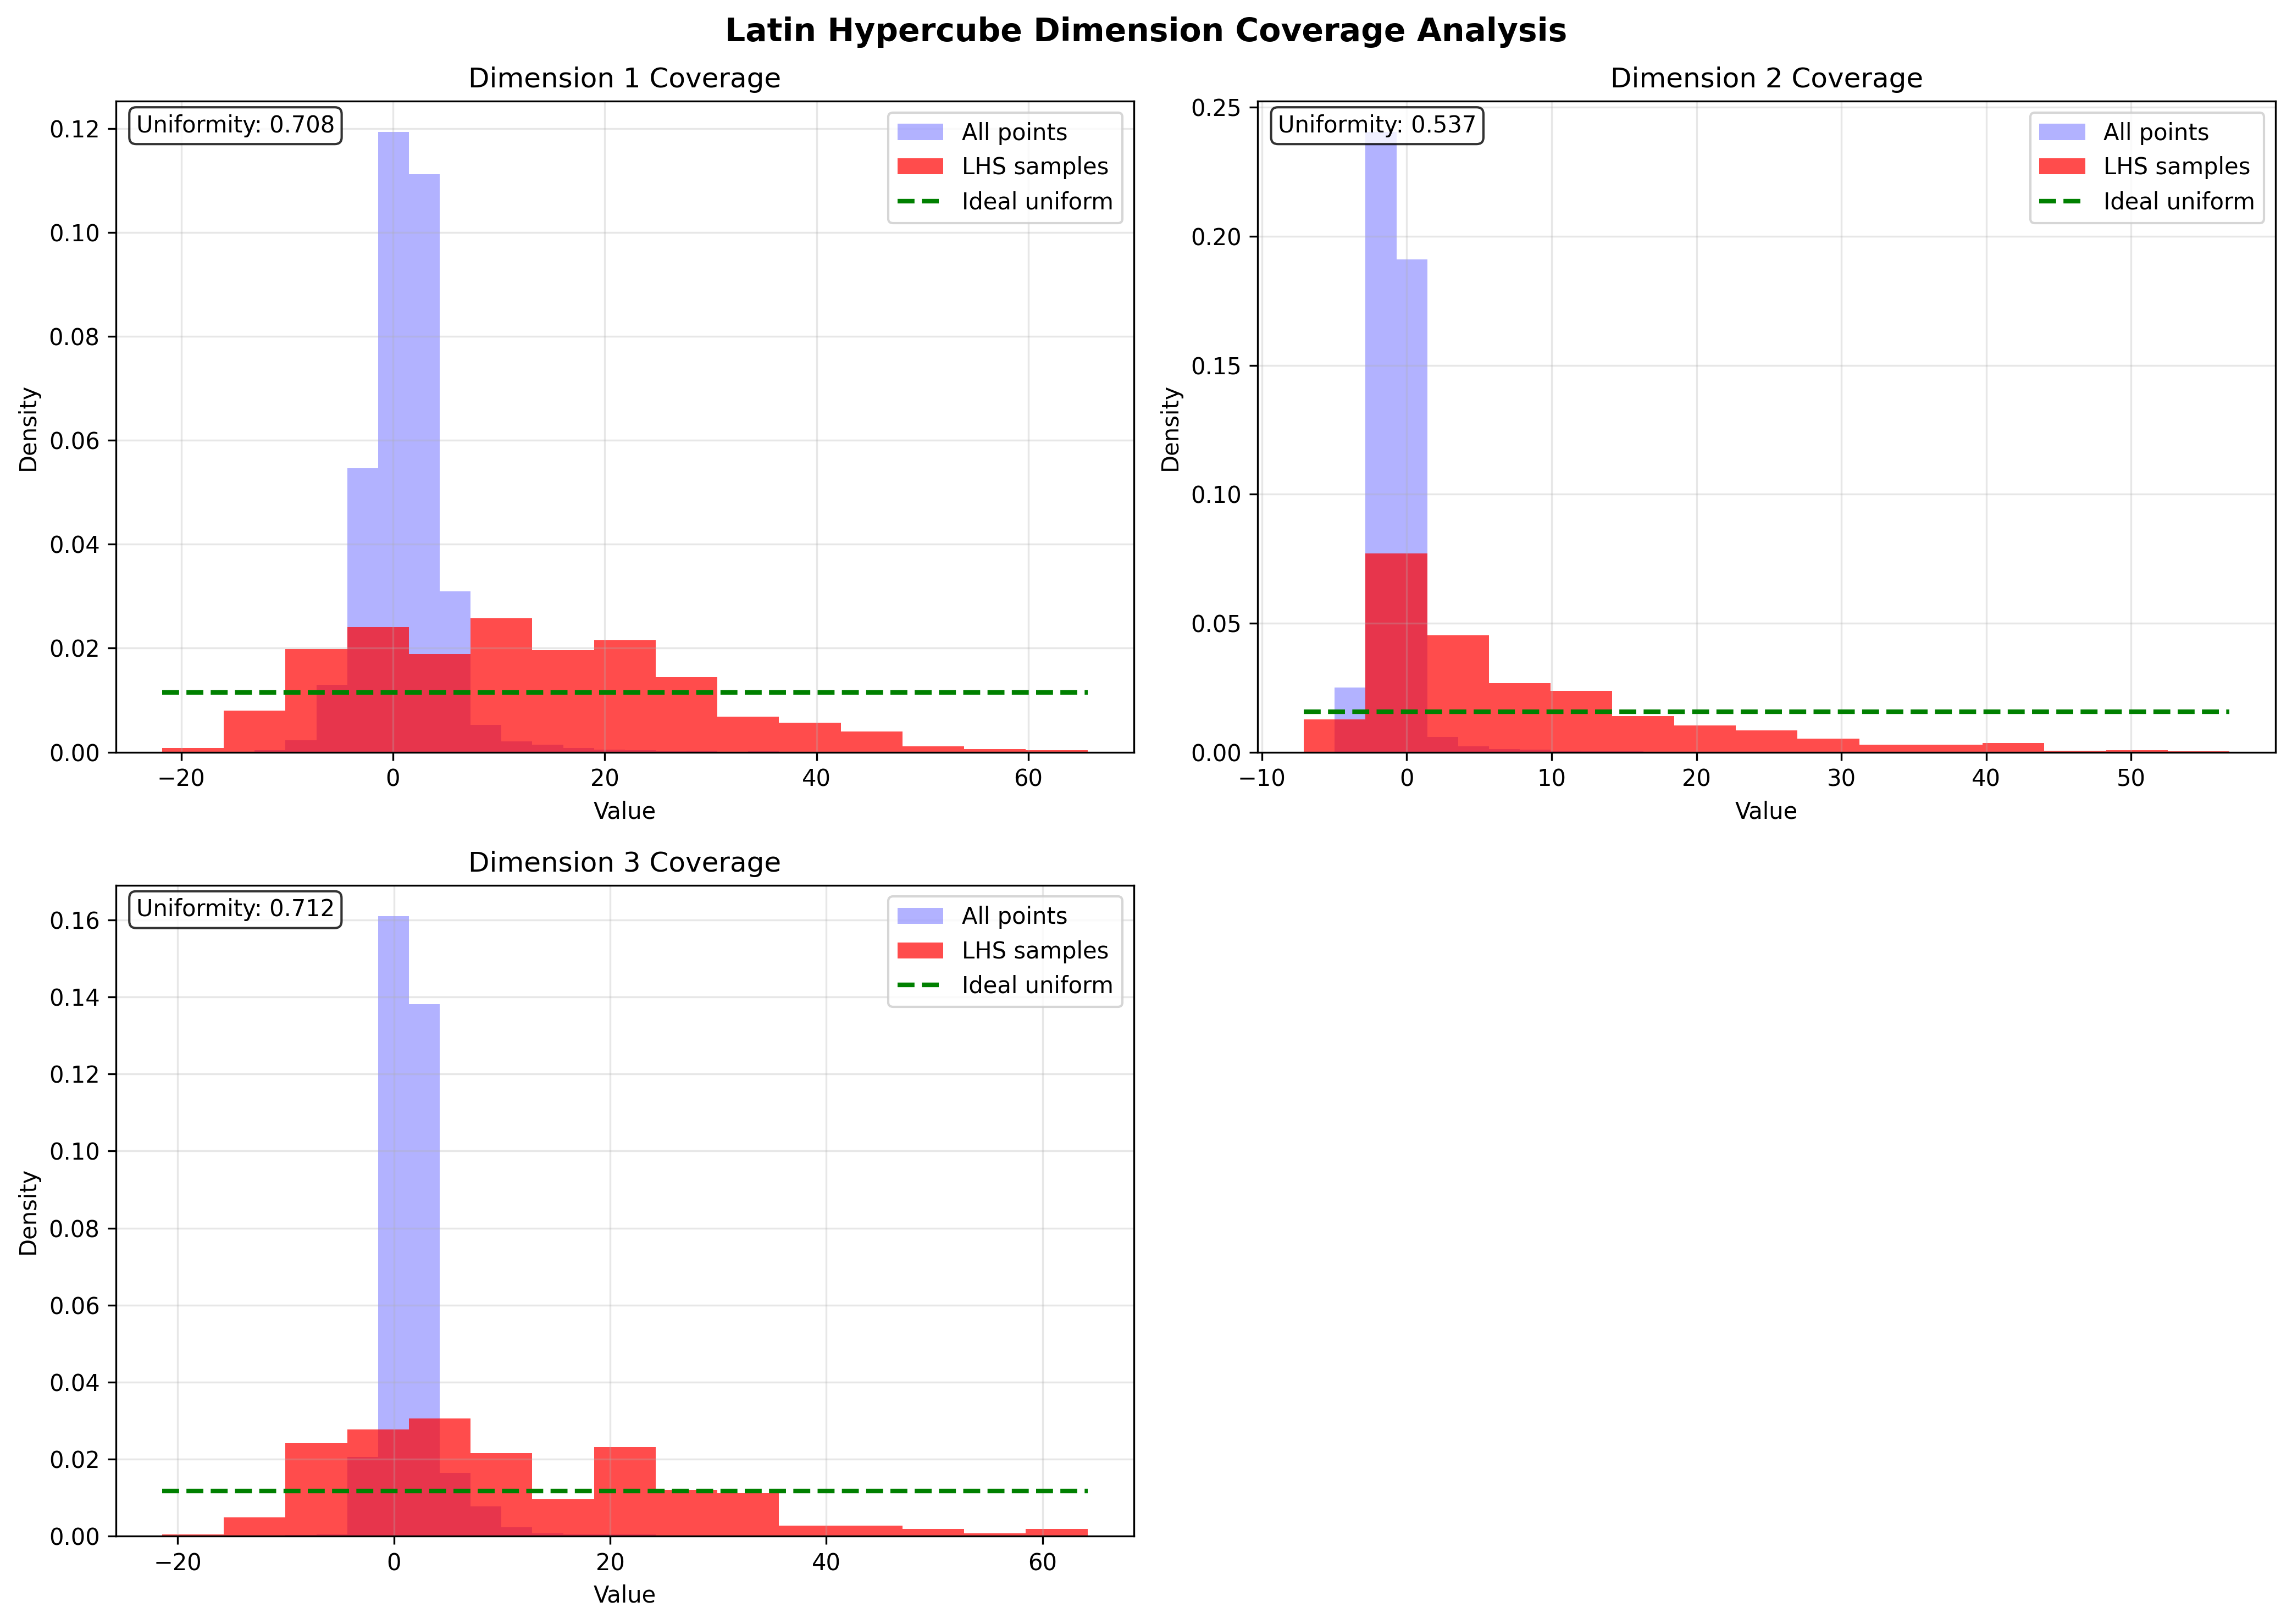 Latin Hypercube Dimension Coverage Analysis
Dimension 1 Coverage
Uniformity: 0.708
All points
LHS samples
Ideal uniform
0.12
0.10
0.08
0.06
0.04
0.02
0.00
Density
−20 0 20 40 60
Value
Dimension 2 Coverage
Uniformity: 0.537
All points
LHS samples
Ideal uniform
0.25
0.20
0.15
0.10
0.05
0.00
Density
−10 0 10 20 30 40 50
Value
Dimension 3 Coverage
Uniformity: 0.712
All points
LHS samples
Ideal uniform
0.16
0.14
0.12
0.10
0.08
0.06
0.04
0.02
0.00
Density
−20 0 20 40 60
Value